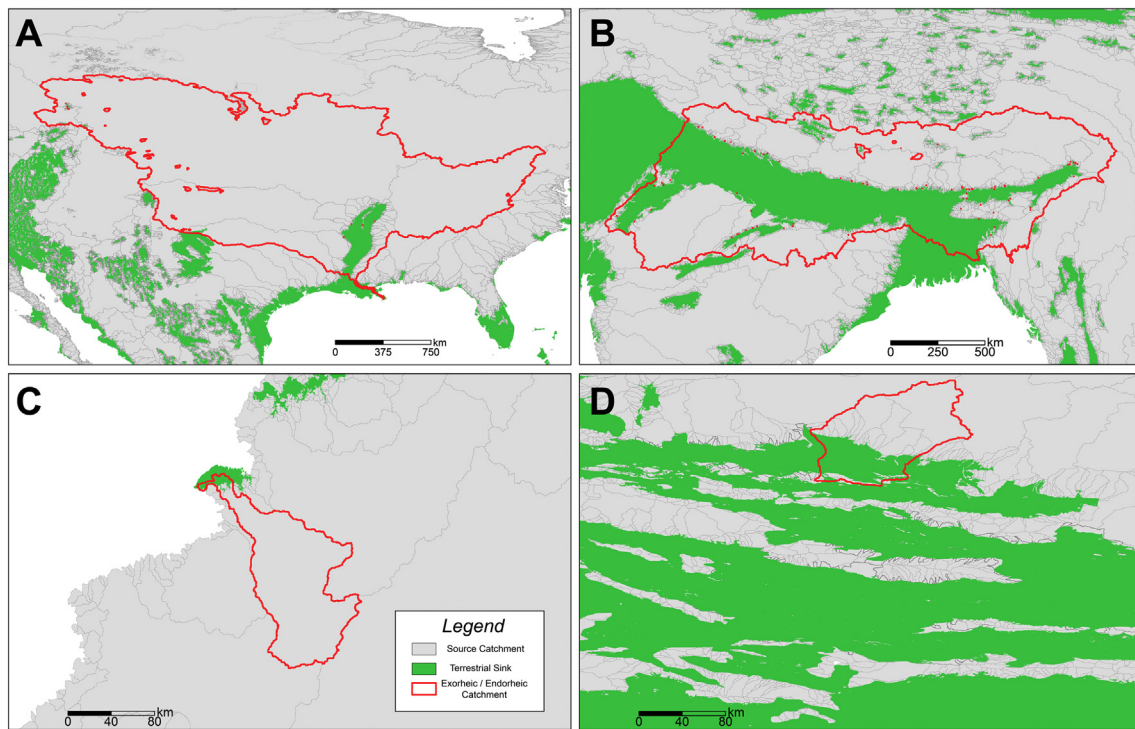 A
km
0 375 750
B
km
0 250 500
C
Legend
Source Catchment
Terrestrial Sink
Exorheic / Endorheic
Catchment
km
0 40 80
D
km
0 40 80